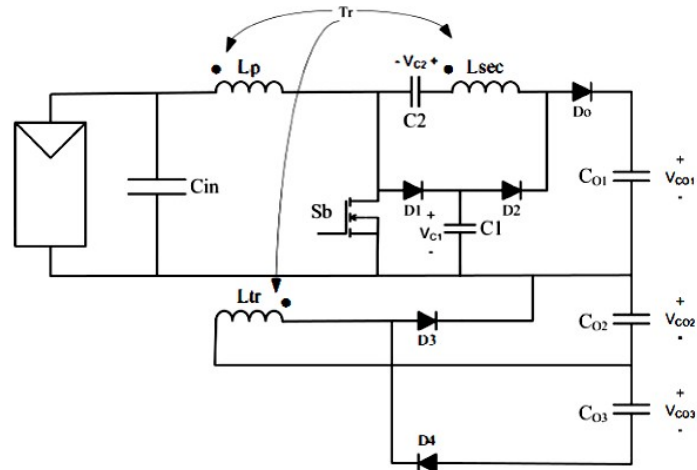 Tr
Lp
- VC2 +
Lsec
C2
Do
Cin
Sb
D1
D2
+
VC1
-
C1
CO1
+
VCO1
-
Ltr
D3
CO2
+
VCO2
-
D4
CO3
+
VCO3
-